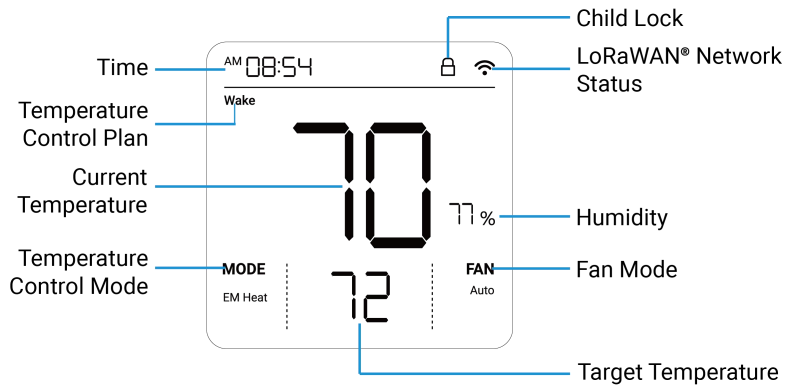 Child Lock
LoRaWAN® Network
Status
Time
AM 08:54
Temperature
Control Plan
Wake
Current
Temperature
70
77 %
Humidity
Temperature
Control Mode
MODE
EM Heat
72
FAN
Auto
Fan Mode
Target Temperature